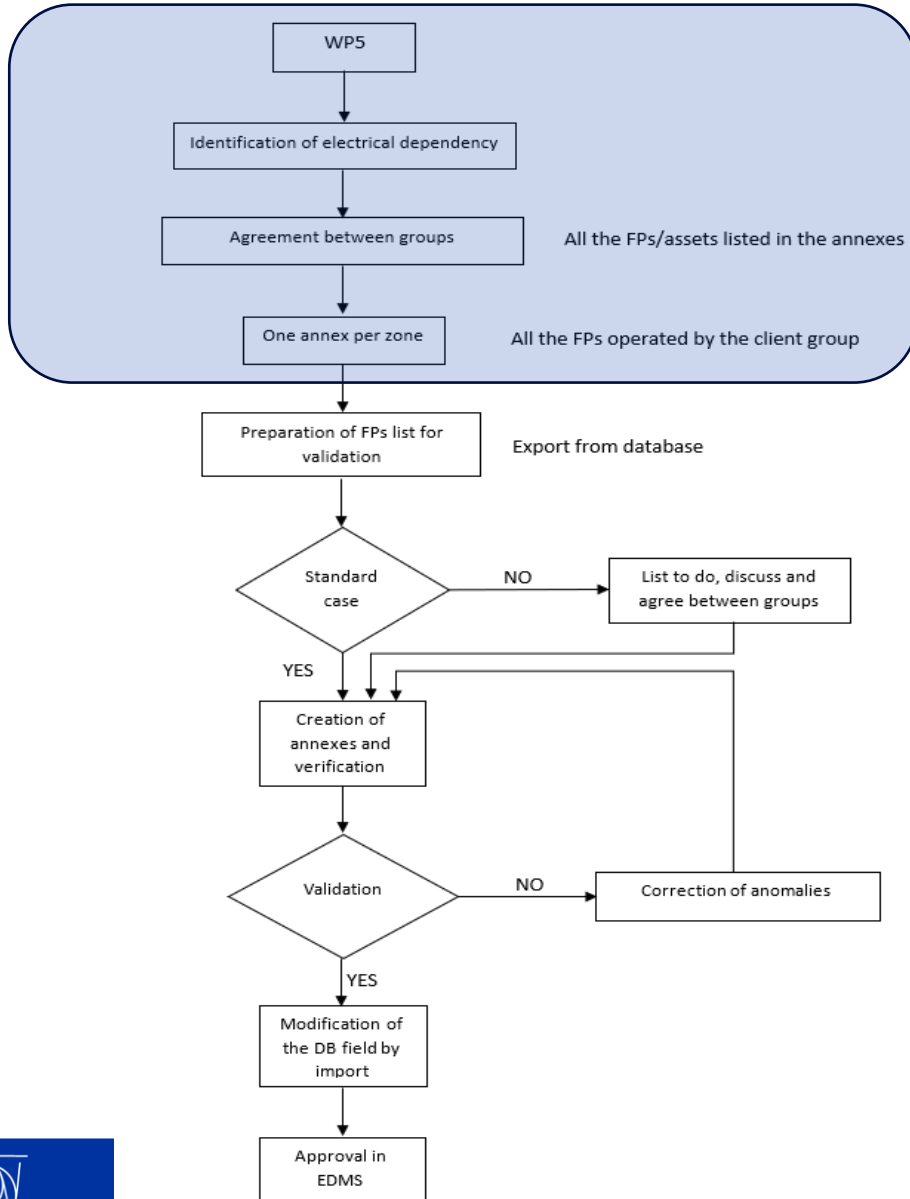 WP5
Identification of electrical dependency
Agreement between groups
All the FPs/assets listed in the annexes
One annex per zone
All the FPs operated by the client group
Preparation of FPs list for
validation
Export from database
Standard
case
NO
List to do, discuss and
agree between groups
YES
Creation of
annexes and
verification
Validation
NO
Correction of anomalies
YES
Modification of
the DB field by
import
Approval in
EDMS